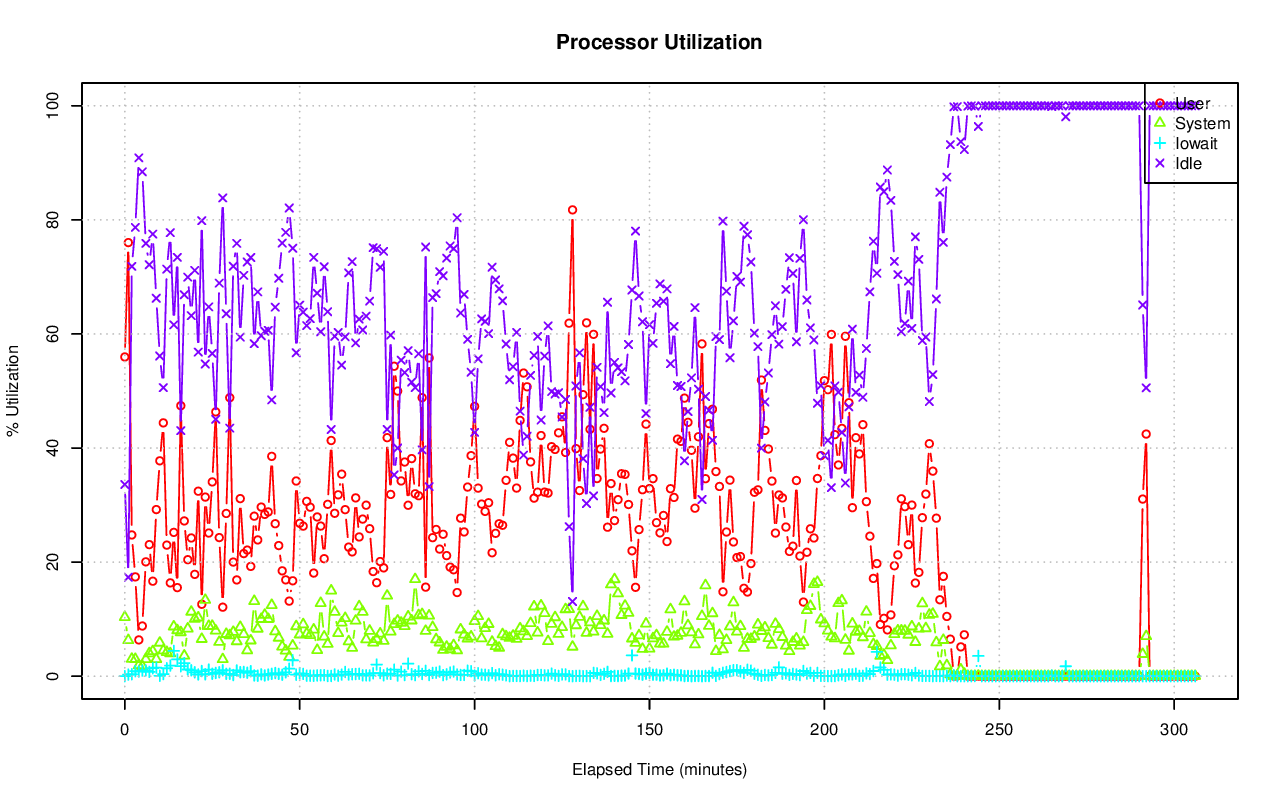 Processor Utilization
% Utilization
100
80
60
40
20
0
User
System
Iowait
Idle
0 50 100 150 200 250 300
Elapsed Time (minutes)